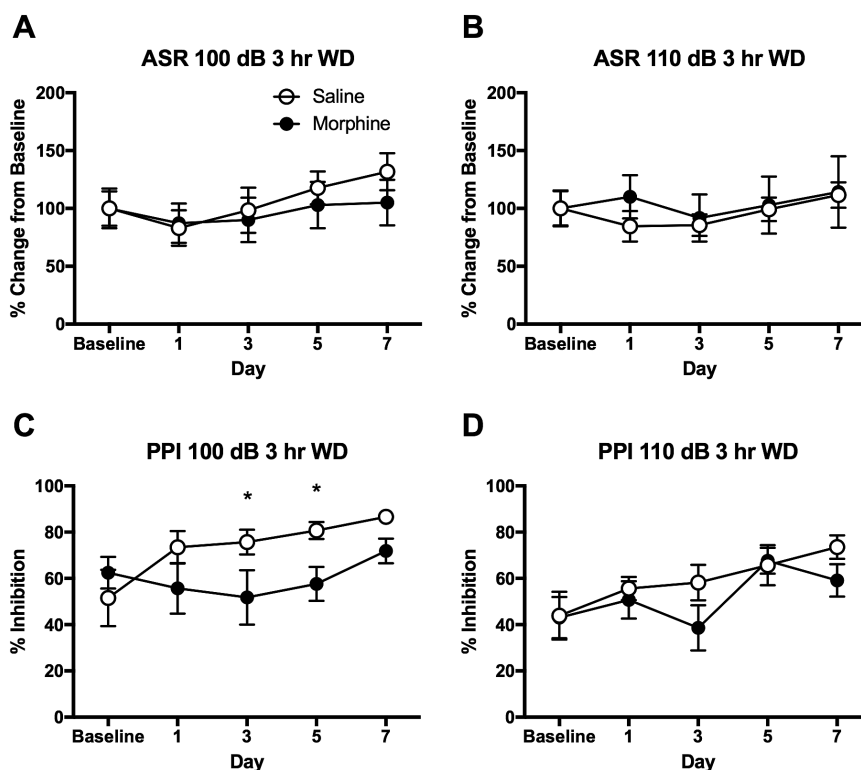 A
ASR 100 dB 3 hr WD
% Change from Baseline
200
150
100
50
0
Saline
Morphine
Baseline 1 3 5 7
Day
B
ASR 110 dB 3 hr WD
% Change from Baseline
200
150
100
50
0
Baseline 1 3 5 7
Day
C
PPI 100 dB 3 hr WD
% Inhibition
100
80
60
40
20
0
* *
Baseline 1 3 5 7
Day
D
PPI 110 dB 3 hr WD
% Inhibition
100
80
60
40
20
0
Baseline 1 3 5 7
Day